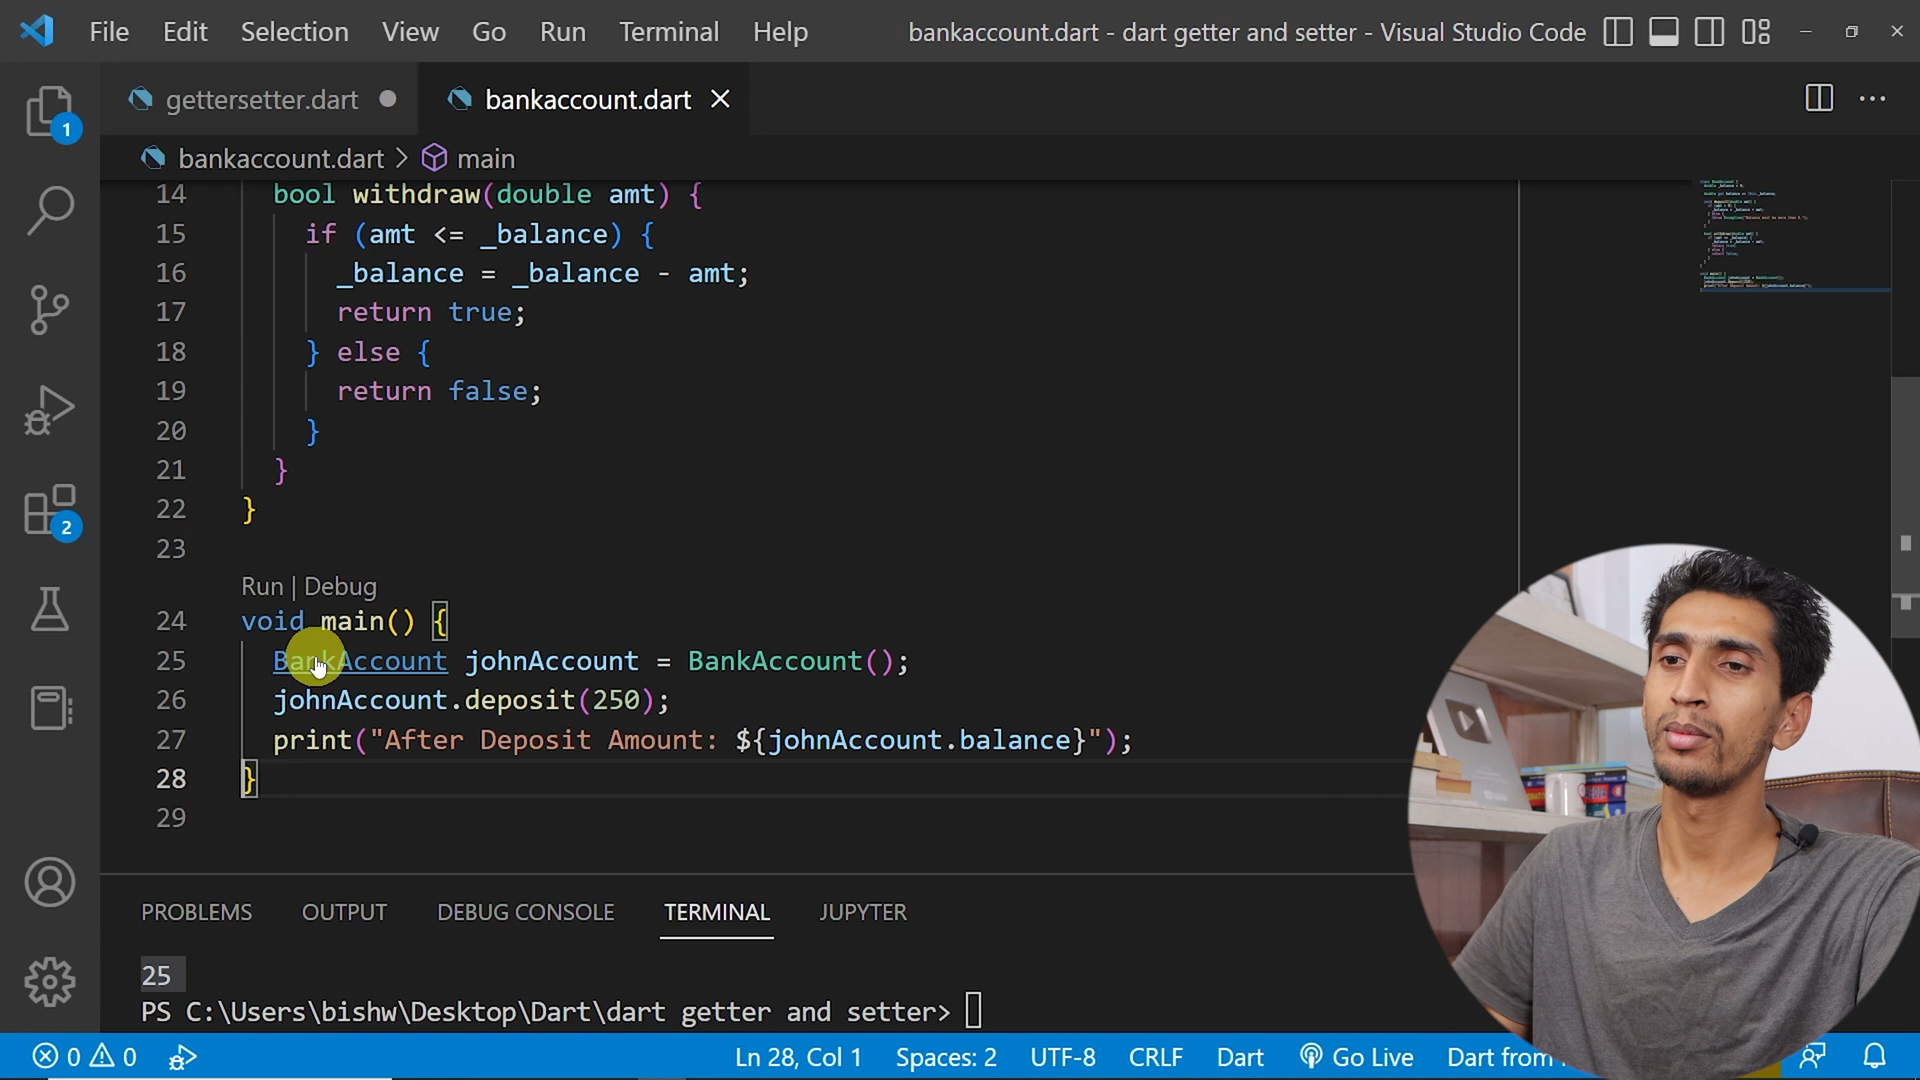 File Edit Selection View Go Run Terminal Help bankaccount.dart - dart getter and setter - Visual Studio Code
gettersetter.dart bankaccount.dart
bankaccount.dart > main
14 bool withdraw(double amt) {
15 if (amt <= _balance) {
16 _balance = _balance - amt;
17 return true;
18 } else {
19 return false;
20 }
21 }
22 }
23
Run | Debug
24 void main() {
25 BankAccount johnAccount = BankAccount();
26 johnAccount.deposit(250);
27 print("After Deposit Amount: ${johnAccount.balance}");
28 }
29
PROBLEMS OUTPUT DEBUG CONSOLE TERMINAL JUPYTER
25
PS C:\Users\bishw\Desktop\Dart\dart getter and setter>
1
2
0 0 Ln 28, Col 1 Spaces: 2 UTF-8 CRLF Dart Go Live Dart from